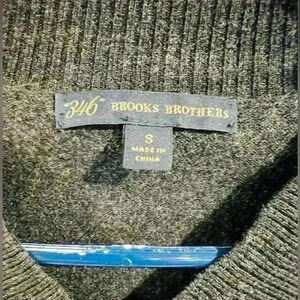 "346" BROOKS BROTHERS
S
MADE IN
CHINA